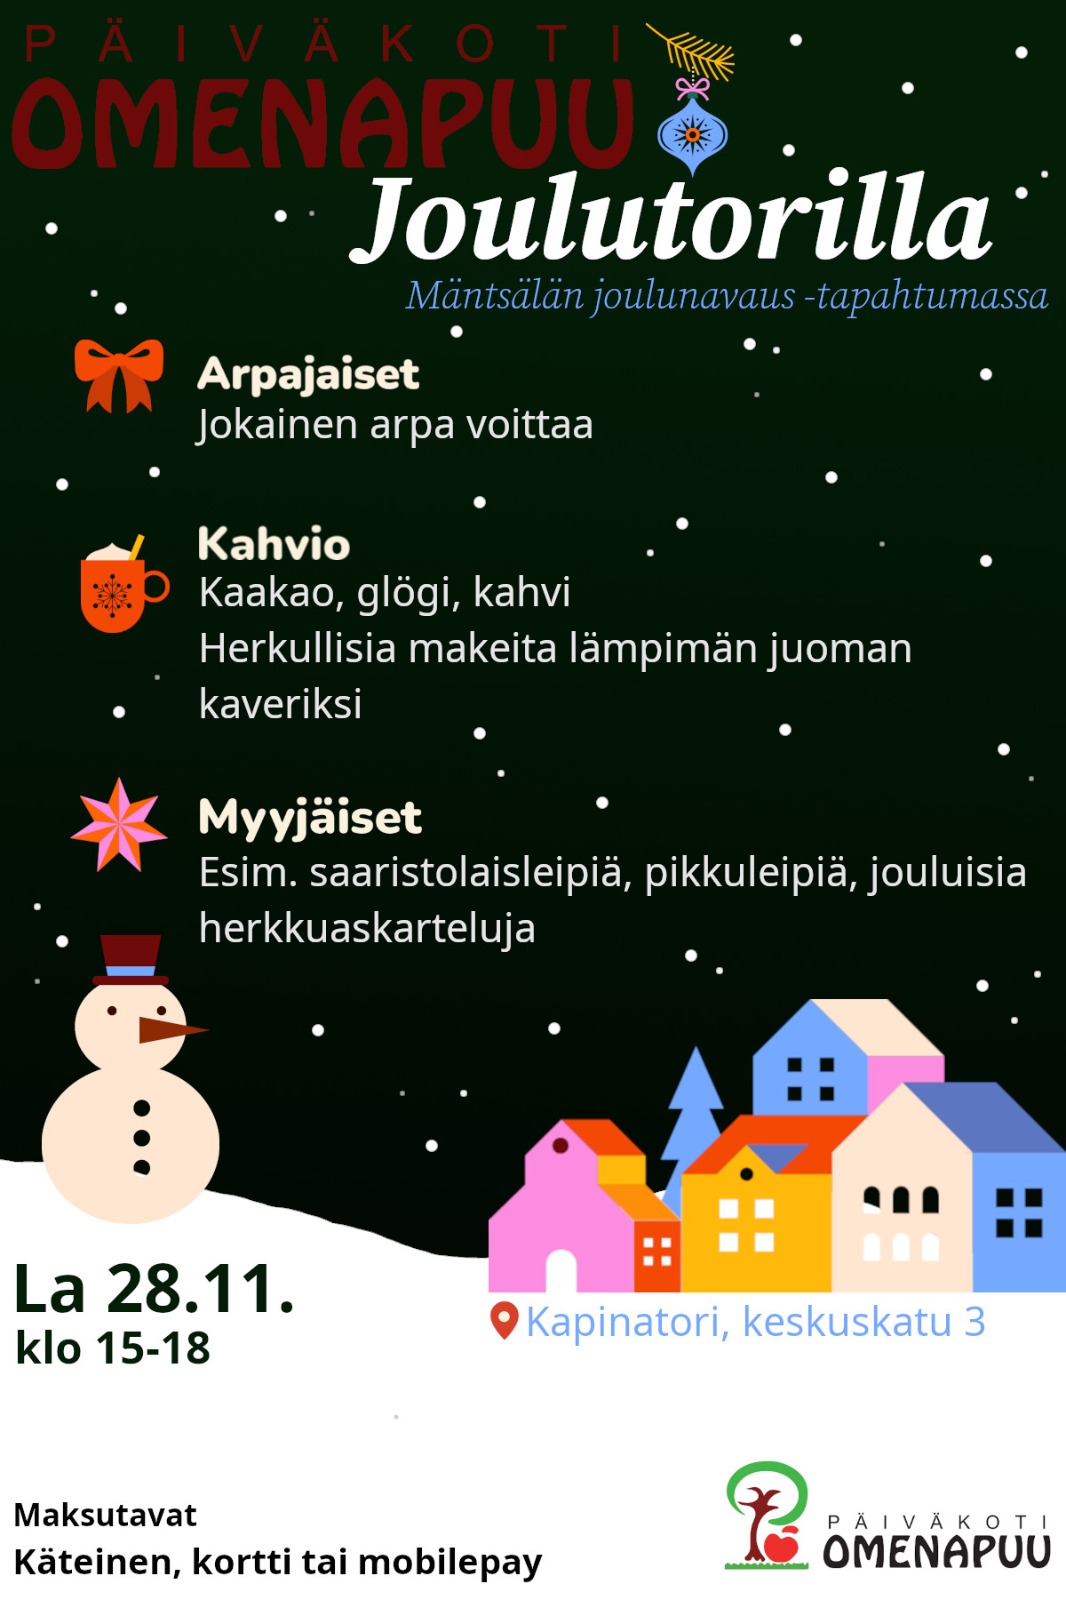 PÄIVÄKOTI
OMENAPUU
Joulutorilla
Mäntsälän joulunavaus -tapahtumassa
Arpajaiset
Jokainen arpa voittaa
Kahvio
Kaakao, glögi, kahvi
Herkullisia makeita lämpimän juoman
kaveriksi
Myyjäiset
Esim. saaristolaisleipiä, pikkuleipiä, jouluisia
herkkuaskarteluja
La 28.11.
klo 15-18
Kapinatori, keskuskatu 3
Maksutavat
Käteinen, kortti tai mobilepay
PÄIVÄKOTI
OMENAPUU